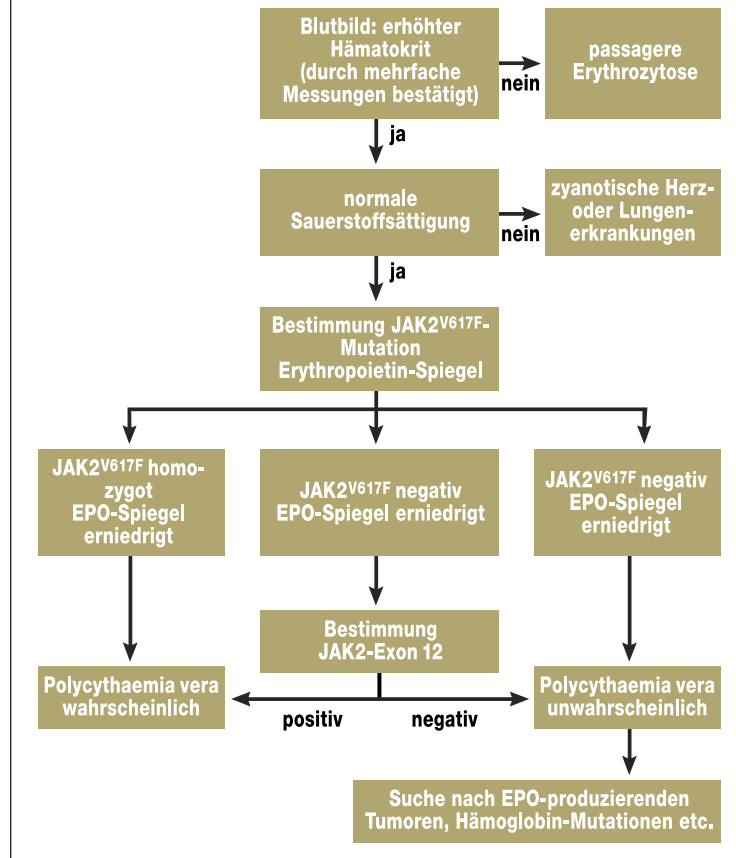 Blutbild: erhöhter
Hämatokrit
(durch mehrfache
Messungen bestätigt)
nein
passagere
Erythrozytose
ja
normale
Sauerstoffsättigung
nein
zyanotische Herz-
oder Lungen-
erkrankungen
ja
Bestimmung JAK2V617F-
Mutation
Erythropoietin-Spiegel
JAK2V617F homo-
zygot
EPO-Spiegel
erniedrigt
JAK2V617F negativ
EPO-Spiegel erniedrigt
JAK2V617F negativ
EPO-Spiegel
erniedrigt
Bestimmung
JAK2-Exon 12
Polycythaemia vera
wahrscheinlich
positiv
negativ
Polycythaemia vera
unwahrscheinlich
Suche nach EPO-produzierenden
Tumoren, Hämoglobin-Mutationen etc.